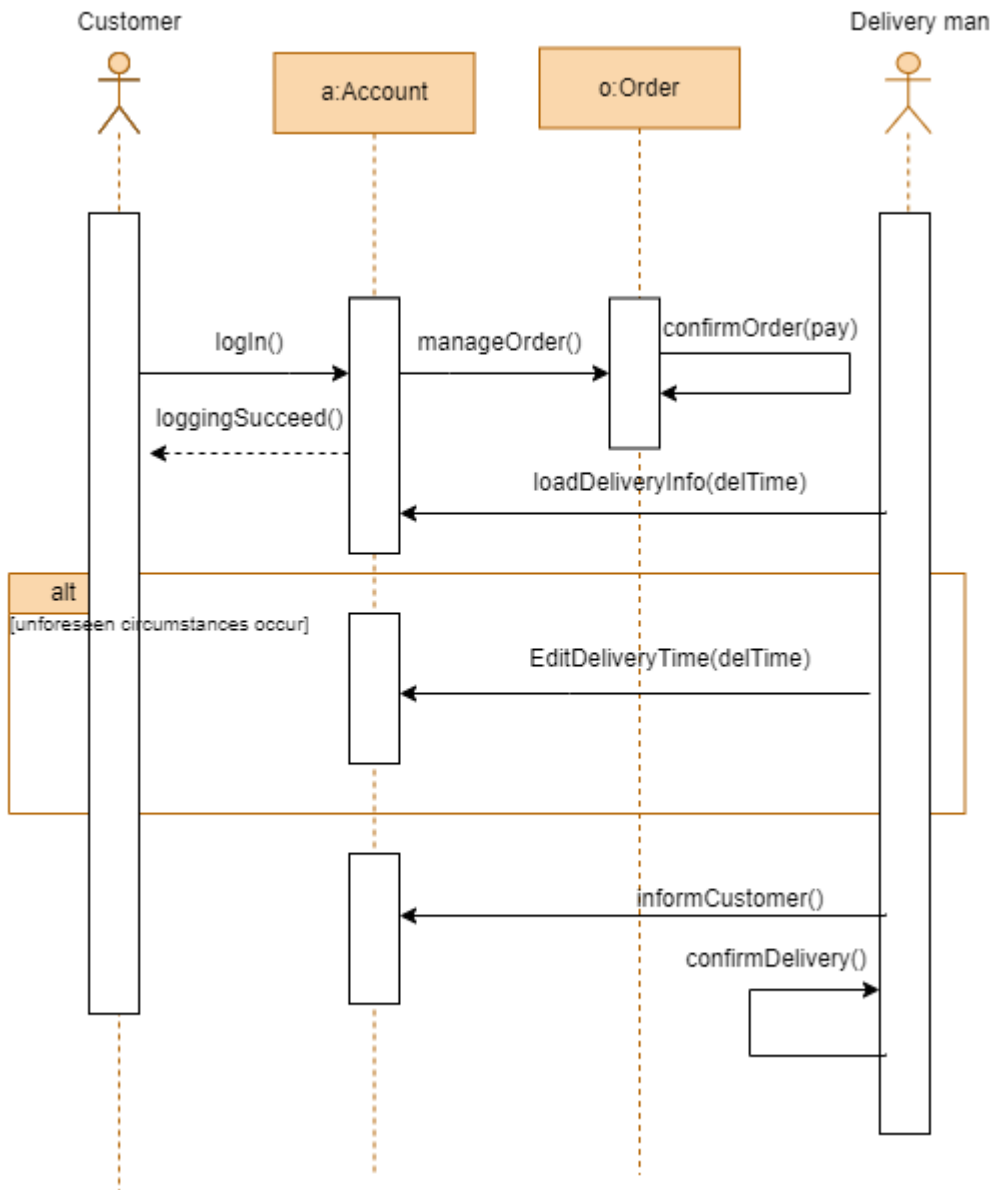 Customer
Delivery man
a:Account
o:Order
confirmOrder(pay)
logIn()
manageOrder()
loggingSucceed()
loadDeliveryInfo(delTime)
alt
[unforeseen circumstances occur]
EditDeliveryTime(delTime)
informCustomer()
confirmDelivery()